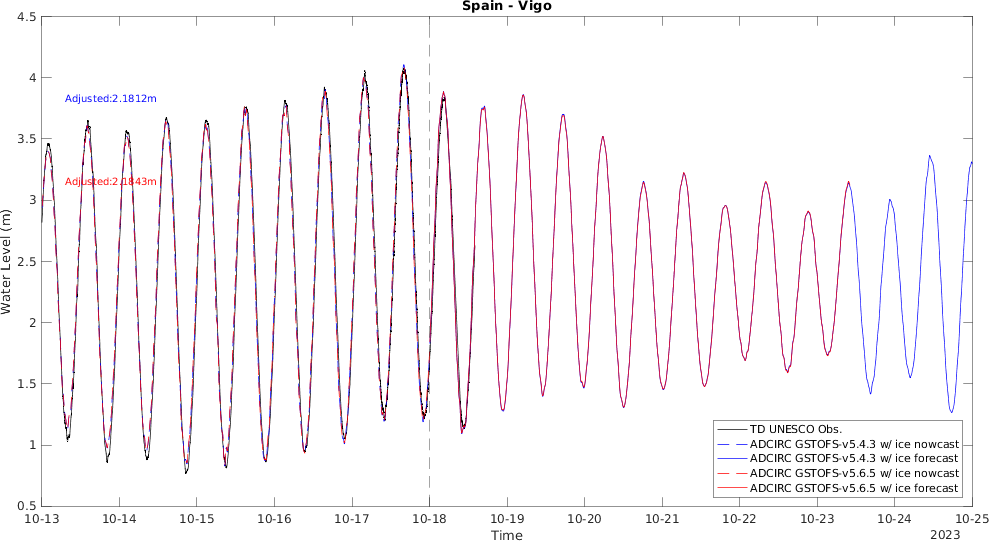 Spain - Vigo
4.5
4
3.5
3
2.5
2
1.5
1
0.5
Water Level (m)
Adjusted:2.1812m
Adjusted:2.1843m
TD UNESCO Obs.
ADCIRC GSTOFS-v5.4.3 w/ ice nowcast
ADCIRC GSTOFS-v5.4.3 w/ ice forecast
ADCIRC GSTOFS-v5.6.5 w/ ice nowcast
ADCIRC GSTOFS-v5.6.5 w/ ice forecast
10-13 10-14 10-15 10-16 10-17 10-18 10-19 10-20 10-21 10-22 10-23 10-24 10-25
Time
2023